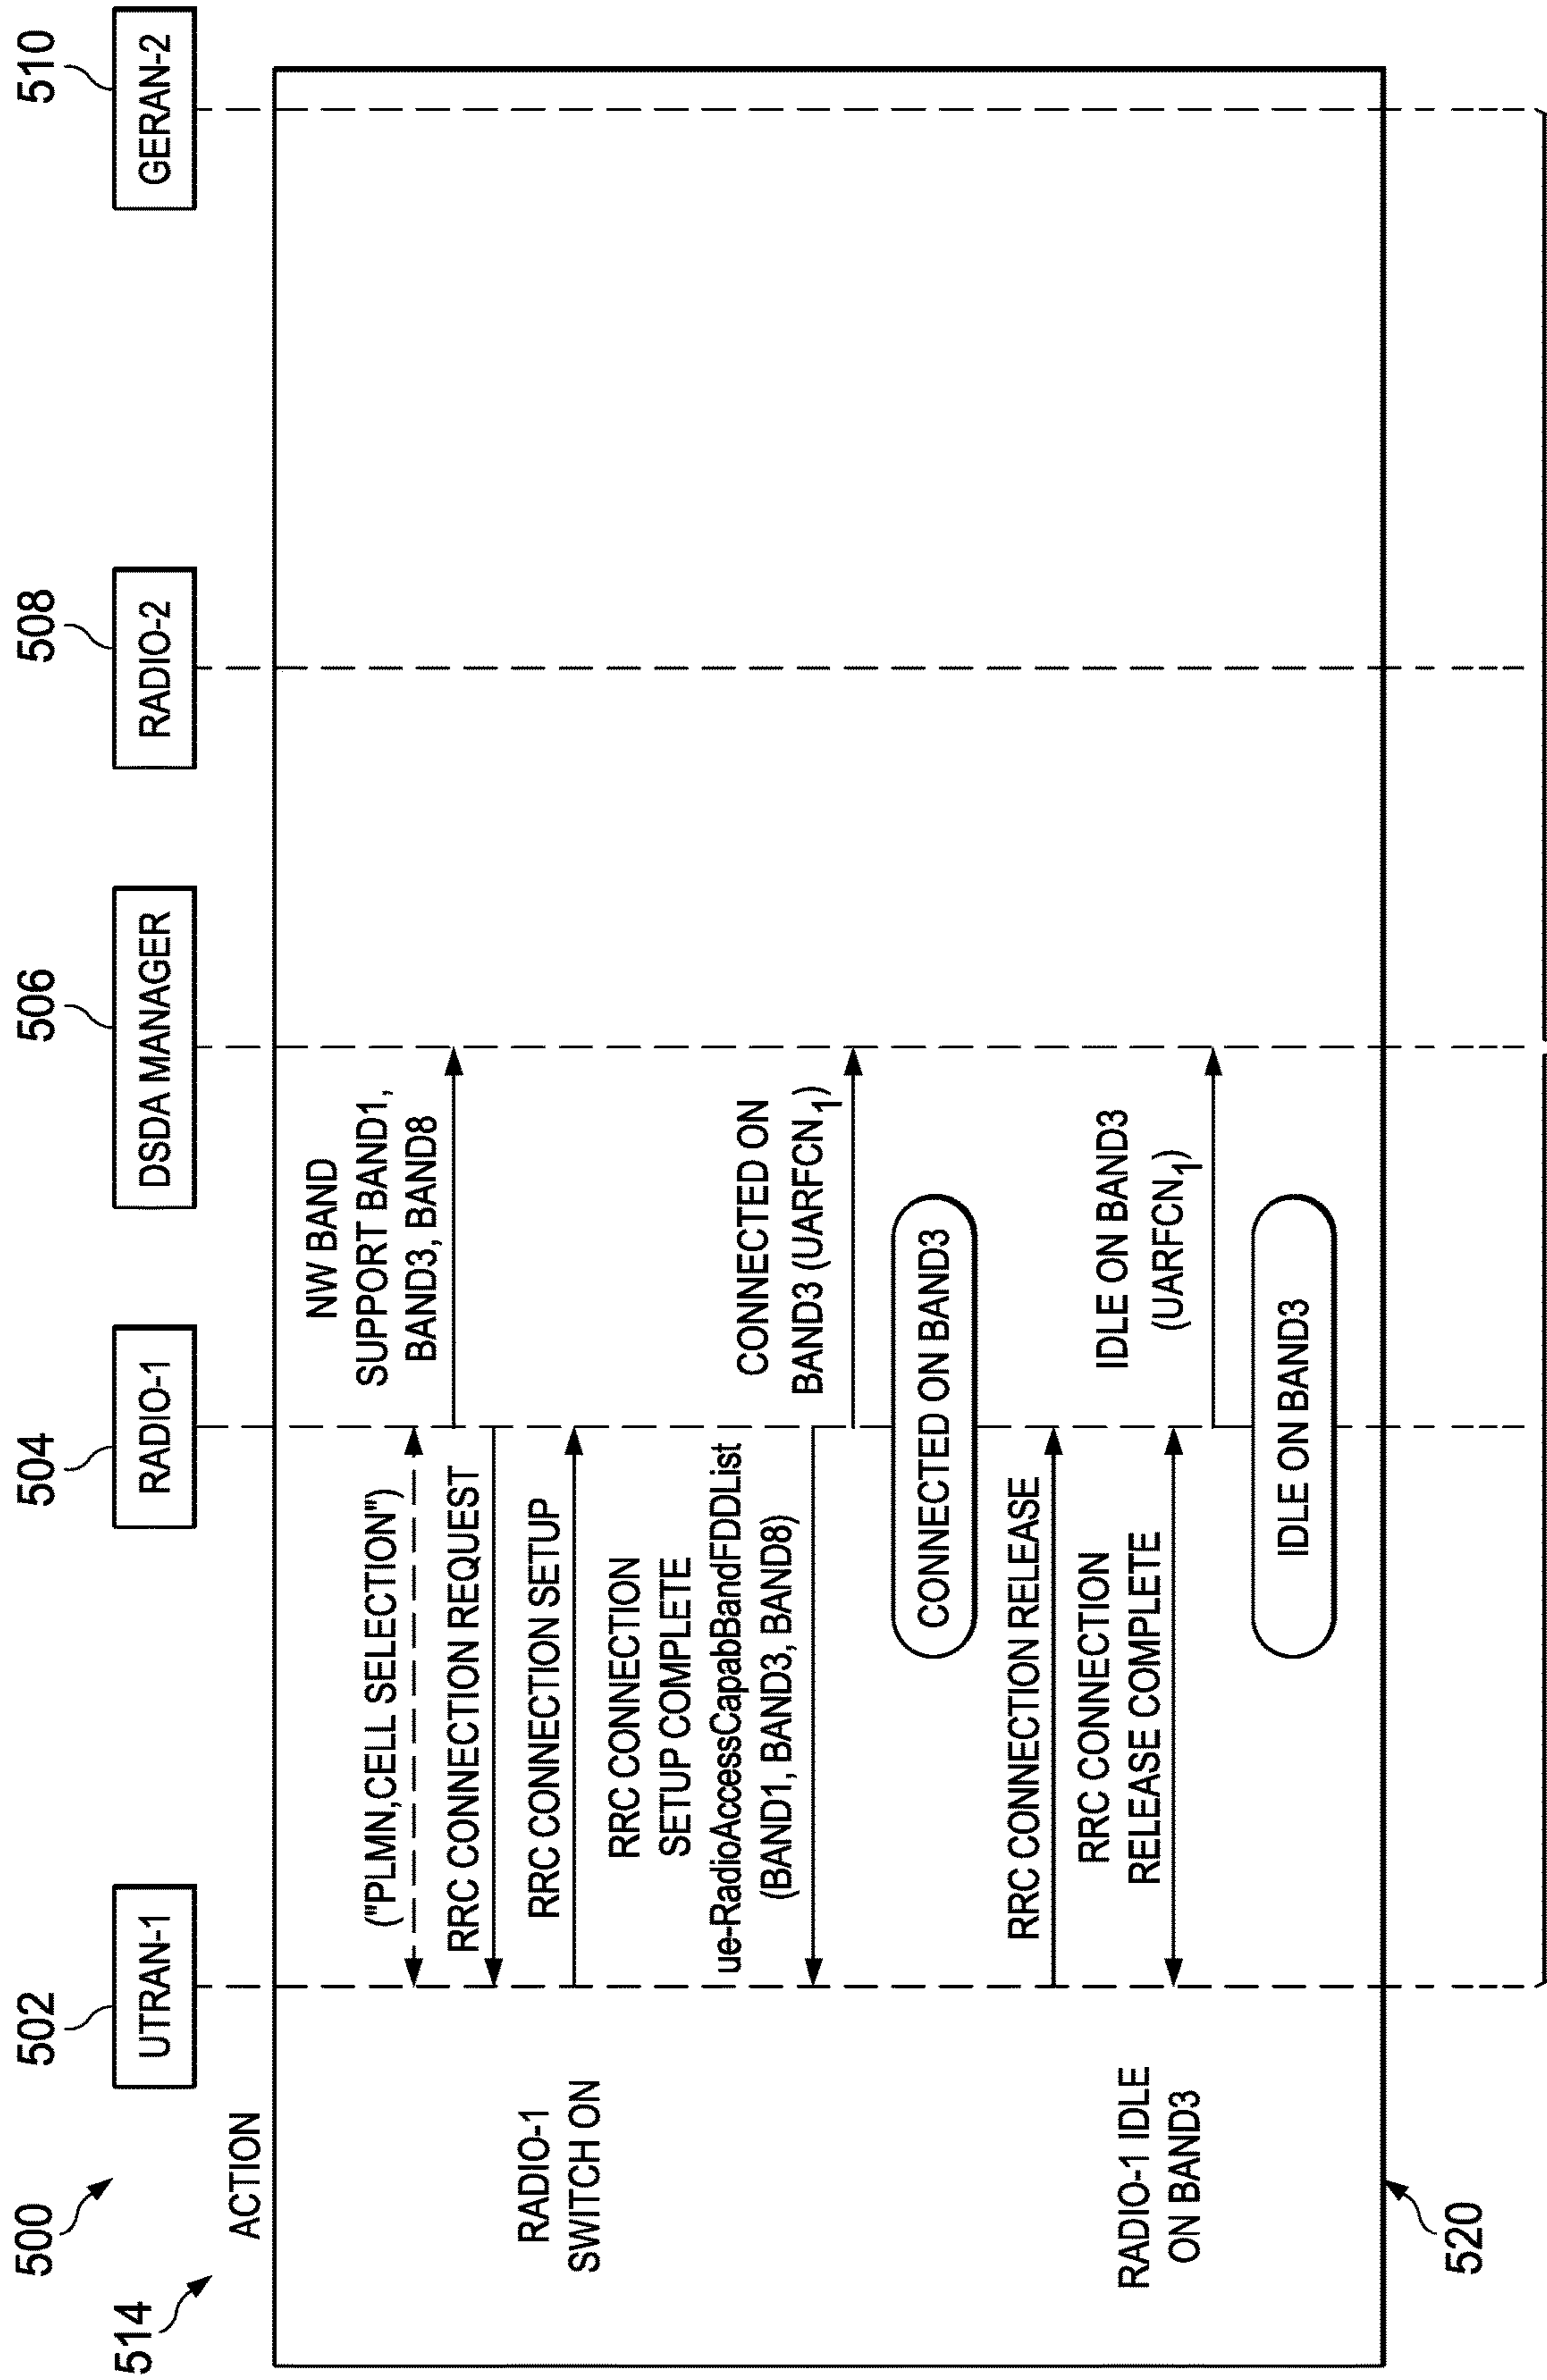 500
514
ACTION
502
UTRAN-1
504
RADIO-1
506
DSDA MANAGER
508
RADIO-2
510
GERAN-2
RADIO-1
SWITCH ON
("PLMN,CELL SELECTION")
NW BAND
SUPPORT BAND1,
BAND3, BAND8
RRC CONNECTION REQUEST
RRC CONNECTION SETUP
RRC CONNECTION
SETUP COMPLETE
ue-RadioAccessCapabBandFDDList
(BAND1, BAND3, BAND8)
CONNECTED ON
BAND3 (UARFCN1)
CONNECTED ON BAND3
RRC CONNECTION RELEASE
RADIO-1 IDLE
ON BAND3
RRC CONNECTION
RELEASE COMPLETE
IDLE ON BAND3
(UARFCN1)
IDLE ON BAND3
520